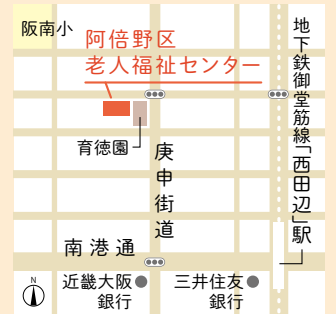 阪南小
阿倍野区
老人福祉センター
地下鉄御堂筋線「西田辺」駅
育徳園
庚申街道
南港通
近畿大阪
銀行
三井住友
銀行
N